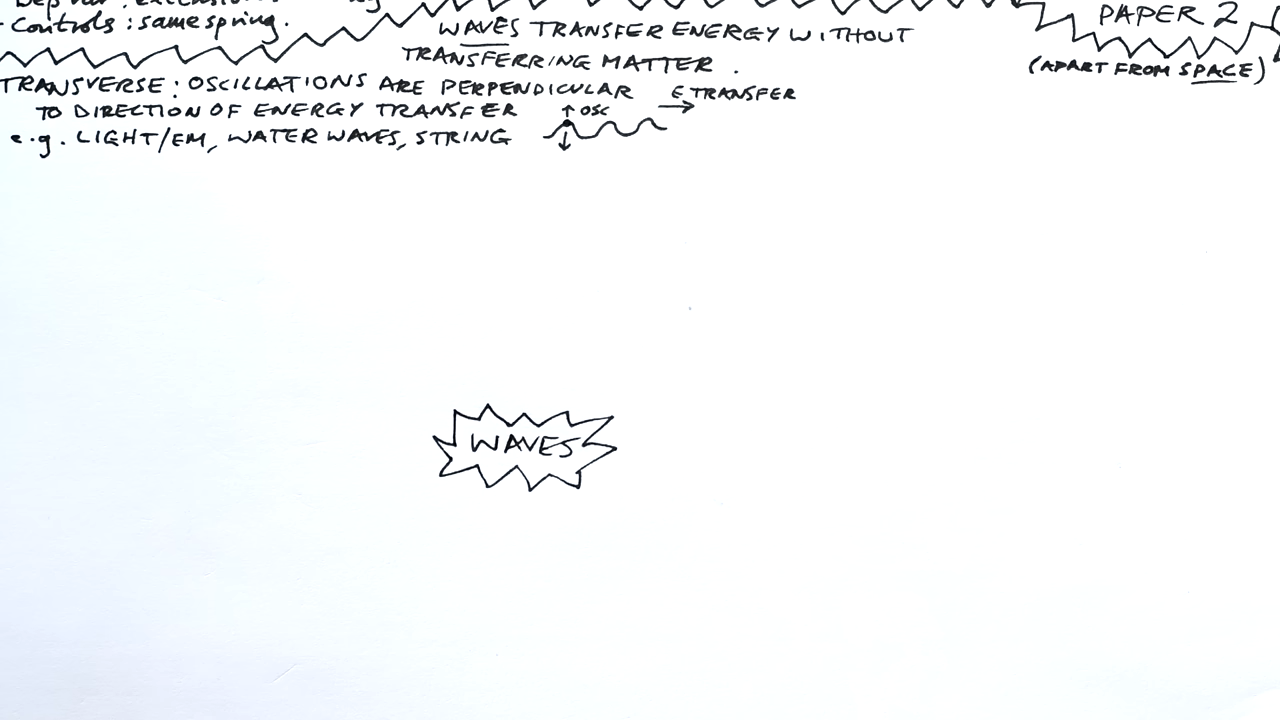 - Controls : same spring.
WAVES TRANSFER ENERGY WITHOUT
TRANSFERRING MATTER .
PAPER 2
(APART FROM SPACE)
TRANSVERSE : OSCILLATIONS ARE PERPENDICULAR
TO DIRECTION OF ENERGY TRANSFER
e.g. LIGHT/EM, WATER WAVES, STRING
E TRANSFER
↑ OSC
WAVES